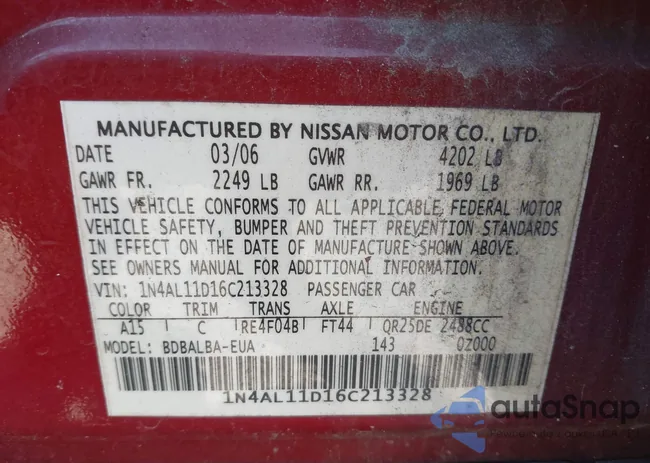 MANUFACTURED BY NISSAN MOTOR CO., LTD.
DATE 03/06 GVWR 4202 LB
GAWR FR. 2249 LB GAWR RR. 1969 LB
THIS VEHICLE CONFORMS TO ALL APPLICABLE FEDERAL MOTOR
VEHICLE SAFETY, BUMPER AND THEFT PREVENTION STANDARDS
IN EFFECT ON THE DATE OF MANUFACTURE SHOWN ABOVE.
SEE OWNERS MANUAL FOR ADDITIONAL INFORMATION.
VIN: 1N4AL11D16C213328 PASSENGER CAR
COLOR TRIM TRANS AXLE ENGINE
A15 C RE4F04B FT44 QR25DE 2488CC
MODEL: BDBALBA-EUA 143 0Z000
1N4AL11D16C213328
autoSnap